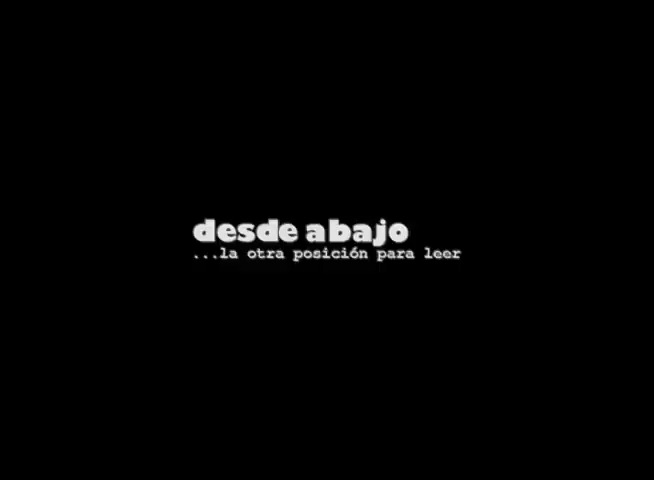 desde abajo
...la otra posición para leer